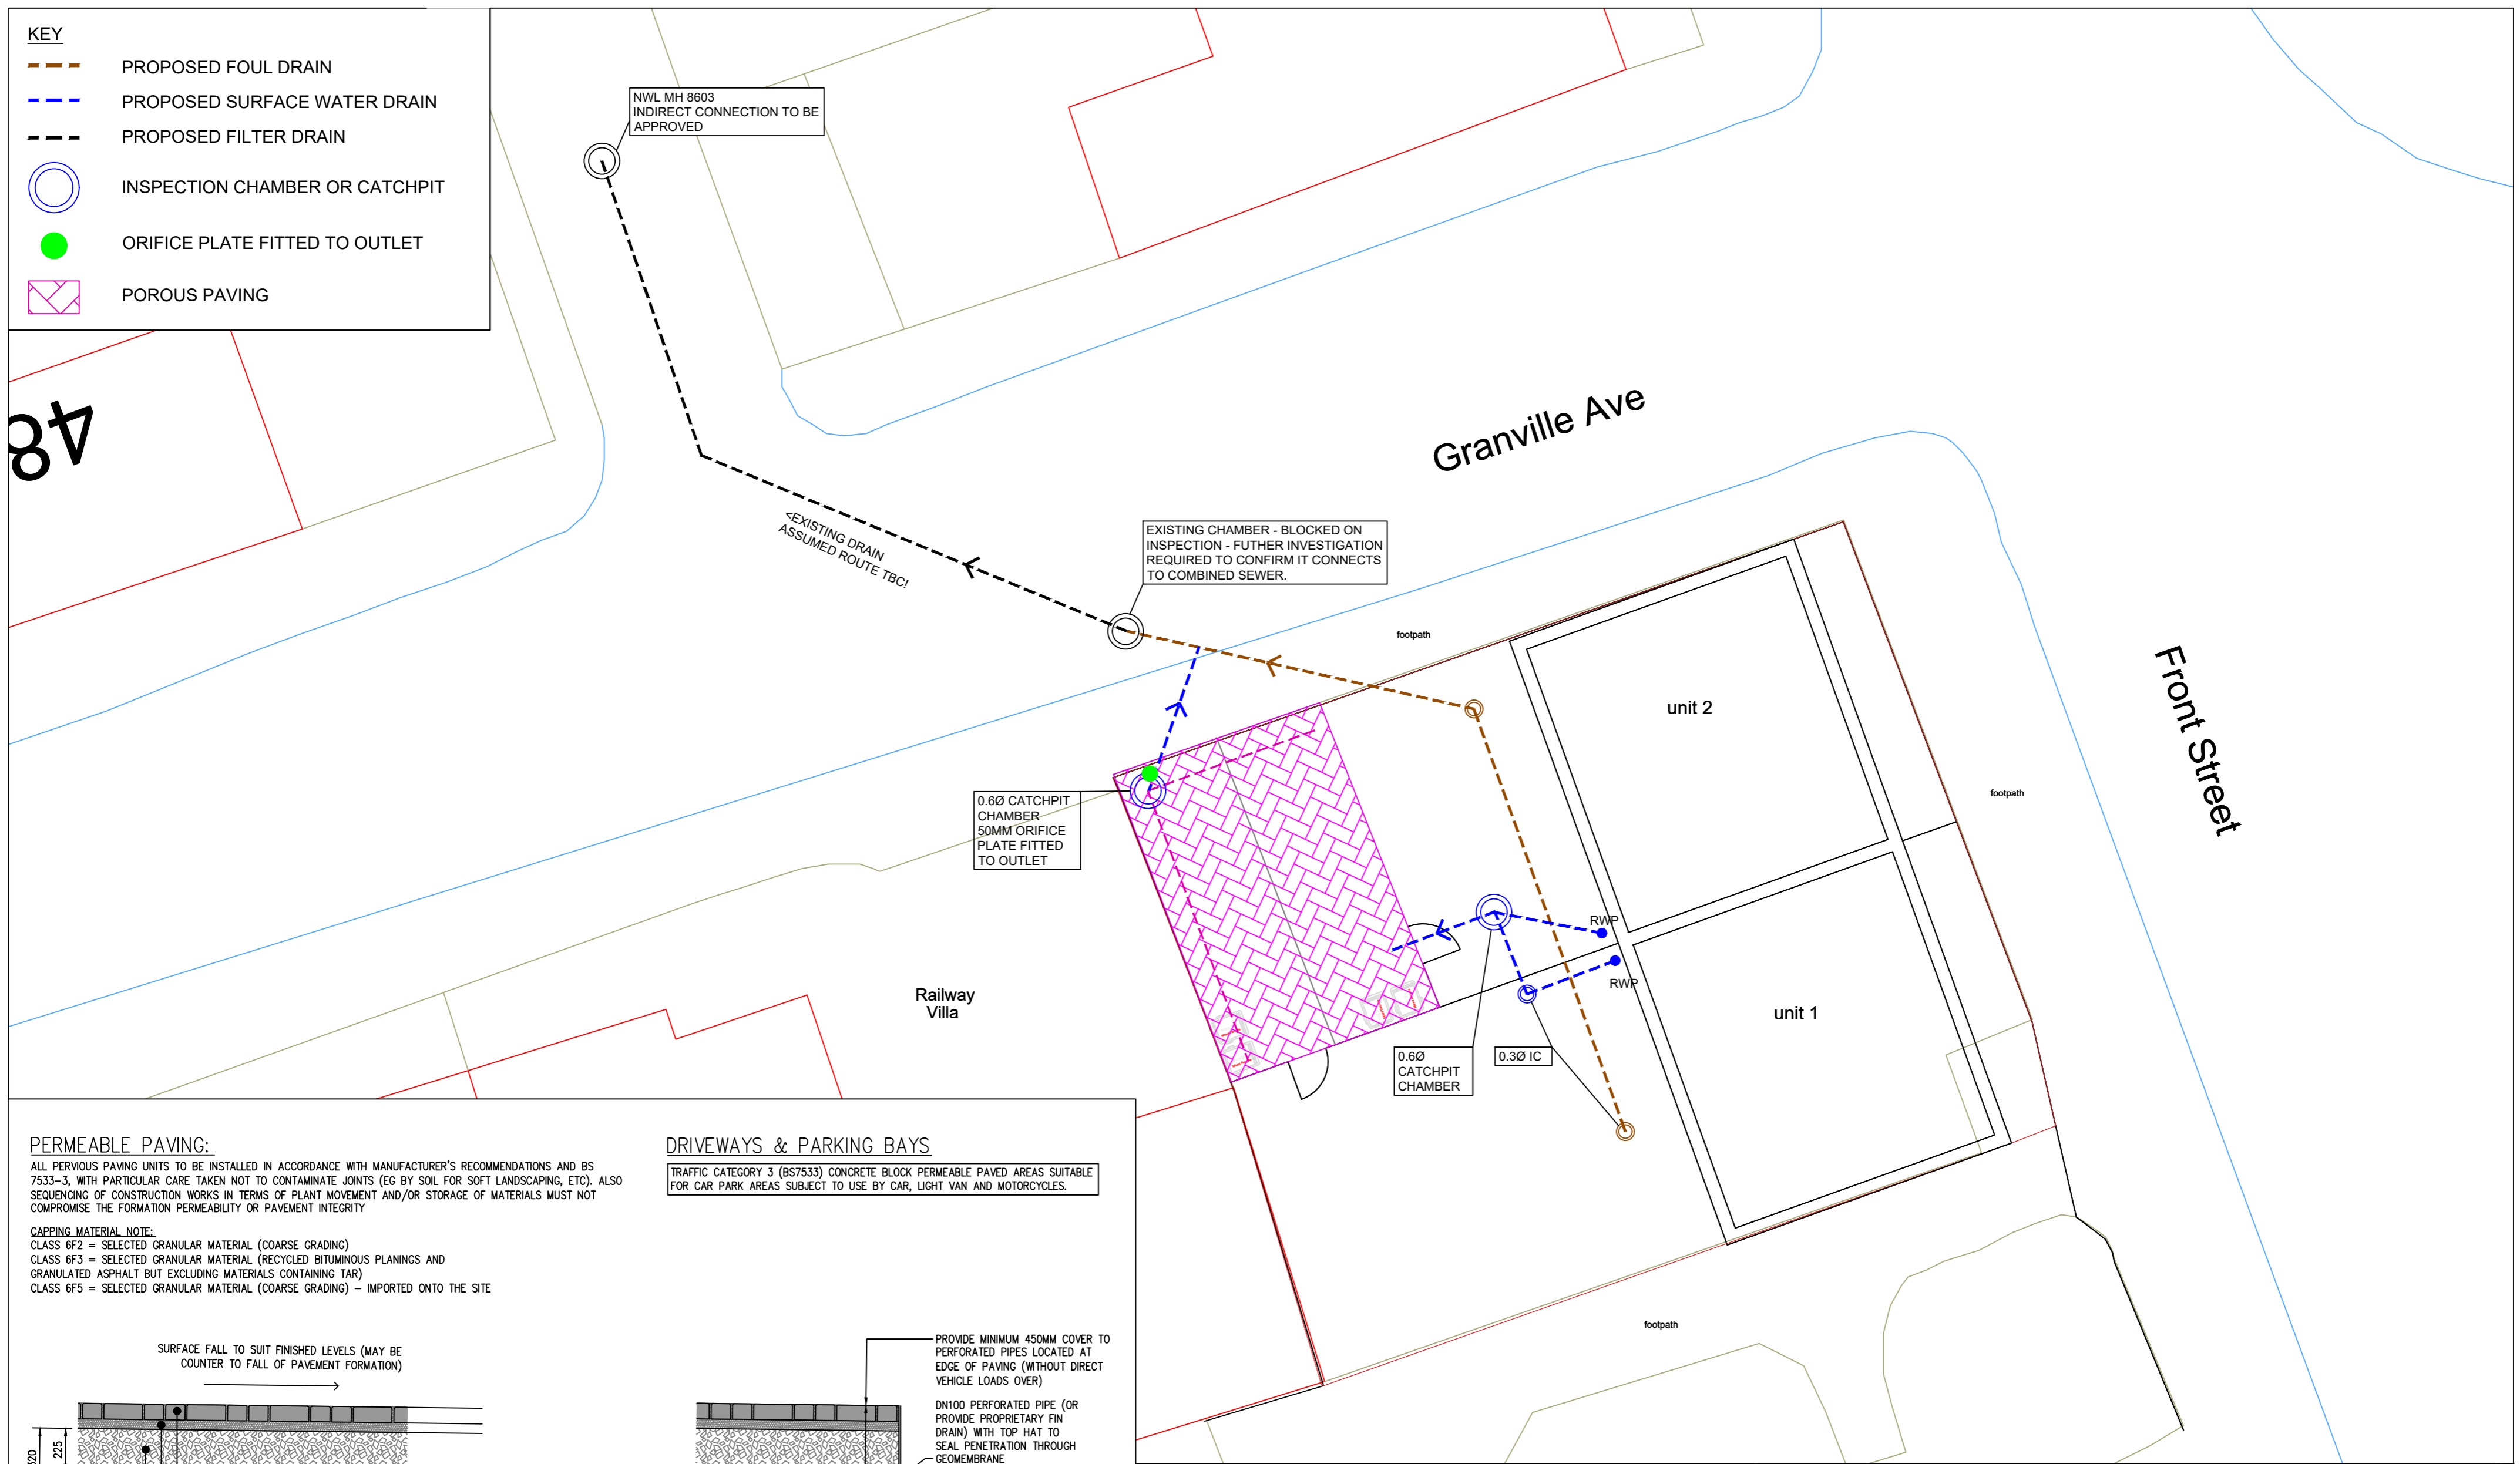 KEY
PROPOSED FOUL DRAIN
PROPOSED SURFACE WATER DRAIN
PROPOSED FILTER DRAIN
INSPECTION CHAMBER OR CATCHPIT
ORIFICE PLATE FITTED TO OUTLET
POROUS PAVING
NWL MH 8603
INDIRECT CONNECTION TO BE
APPROVED
48
Granville Ave
<EXISTING DRAIN
ASSUMED ROUTE TBC!
EXISTING CHAMBER - BLOCKED ON
INSPECTION - FUTHER INVESTIGATION
REQUIRED TO CONFIRM IT CONNECTS
TO COMBINED SEWER.
footpath
Front Street
unit 2
footpath
0.6Ø CATCHPIT
CHAMBER
50MM ORIFICE
PLATE FITTED
TO OUTLET
RWP
RWP
Railway
Villa
unit 1
0.6Ø
CATCHPIT
CHAMBER
0.3Ø IC
footpath
PERMEABLE PAVING:
ALL PERVIOUS PAVING UNITS TO BE INSTALLED IN ACCORDANCE WITH MANUFACTURER'S RECOMMENDATIONS AND BS
7533-3, WITH PARTICULAR CARE TAKEN NOT TO CONTAMINATE JOINTS (EG BY SOIL FOR SOFT LANDSCAPING, ETC). ALSO
SEQUENCING OF CONSTRUCTION WORKS IN TERMS OF PLANT MOVEMENT AND/OR STORAGE OF MATERIALS MUST NOT
COMPROMISE THE FORMATION PERMEABILITY OR PAVEMENT INTEGRITY
CAPPING MATERIAL NOTE:
CLASS 6F2 = SELECTED GRANULAR MATERIAL (COARSE GRADING)
CLASS 6F3 = SELECTED GRANULAR MATERIAL (RECYCLED BITUMINOUS PLANINGS AND
GRANULATED ASPHALT BUT EXCLUDING MATERIALS CONTAINING TAR)
CLASS 6F5 = SELECTED GRANULAR MATERIAL (COARSE GRADING) - IMPORTED ONTO THE SITE
DRIVEWAYS & PARKING BAYS
TRAFFIC CATEGORY 3 (BS7533) CONCRETE BLOCK PERMEABLE PAVED AREAS SUITABLE
FOR CAR PARK AREAS SUBJECT TO USE BY CAR, LIGHT VAN AND MOTORCYCLES.
SURFACE FALL TO SUIT FINISHED LEVELS (MAY BE
COUNTER TO FALL OF PAVEMENT FORMATION)
225
PROVIDE MINIMUM 450MM COVER TO
PERFORATED PIPES LOCATED AT
EDGE OF PAVING (WITHOUT DIRECT
VEHICLE LOADS OVER)
DN100 PERFORATED PIPE (OR
PROVIDE PROPRIETARY FIN
DRAIN) WITH TOP HAT TO
SEAL PENETRATION THROUGH
GEOMEMBRANE